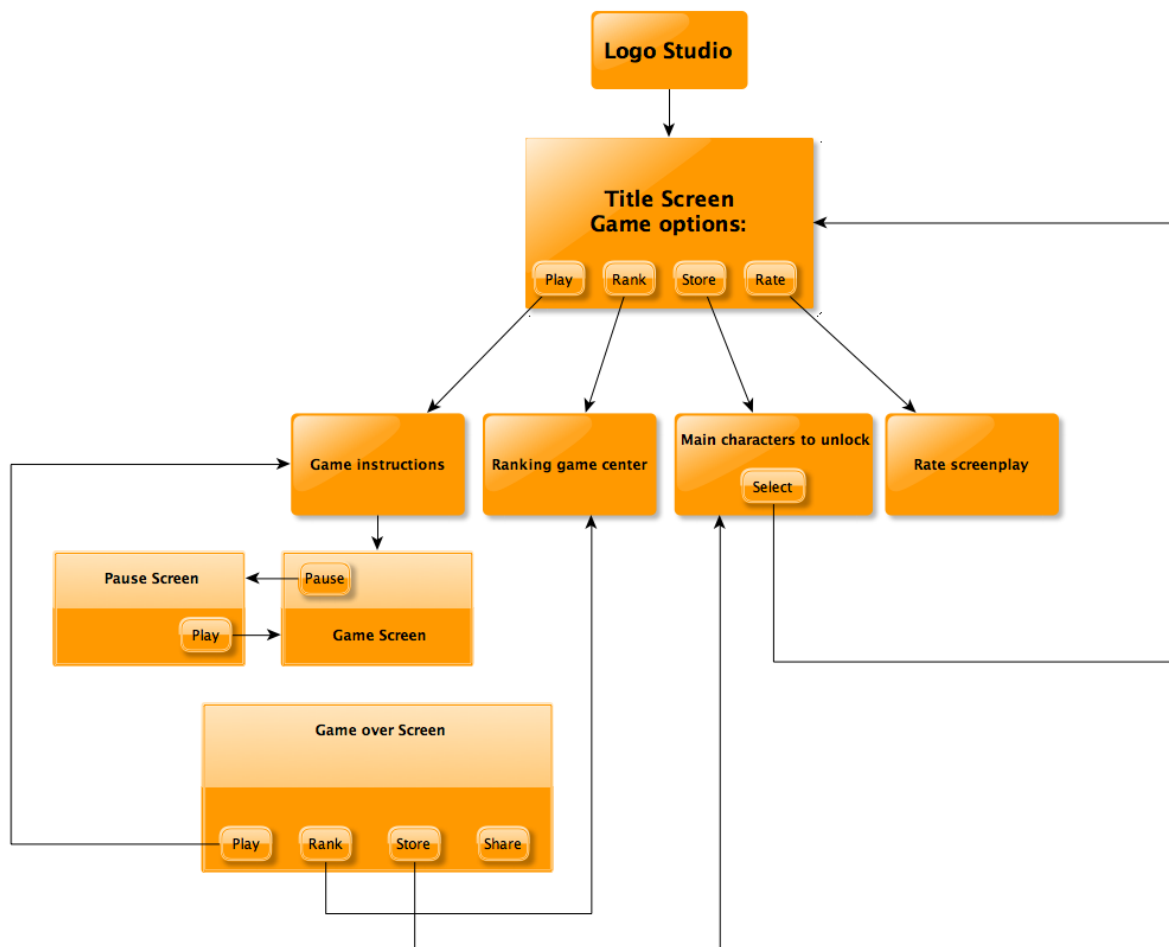 Logo Studio
Title Screen
Game options:
Play
Rank
Store
Rate
Game instructions
Ranking game center
Main characters to unlock
Select
Rate screenplay
Pause Screen
Play
Pause
Game Screen
Game over Screen
Play
Rank
Store
Share